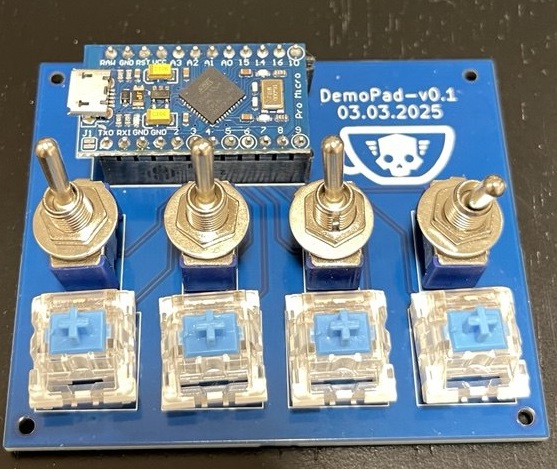 RAW GND RST VCC A3 A2 A1 A0 15 14 16 10
DemoPad-v0.1
03.03.2025
Pro Micro
J1 TXO RXI GND GND 2 3 4 5 6 7 8 9